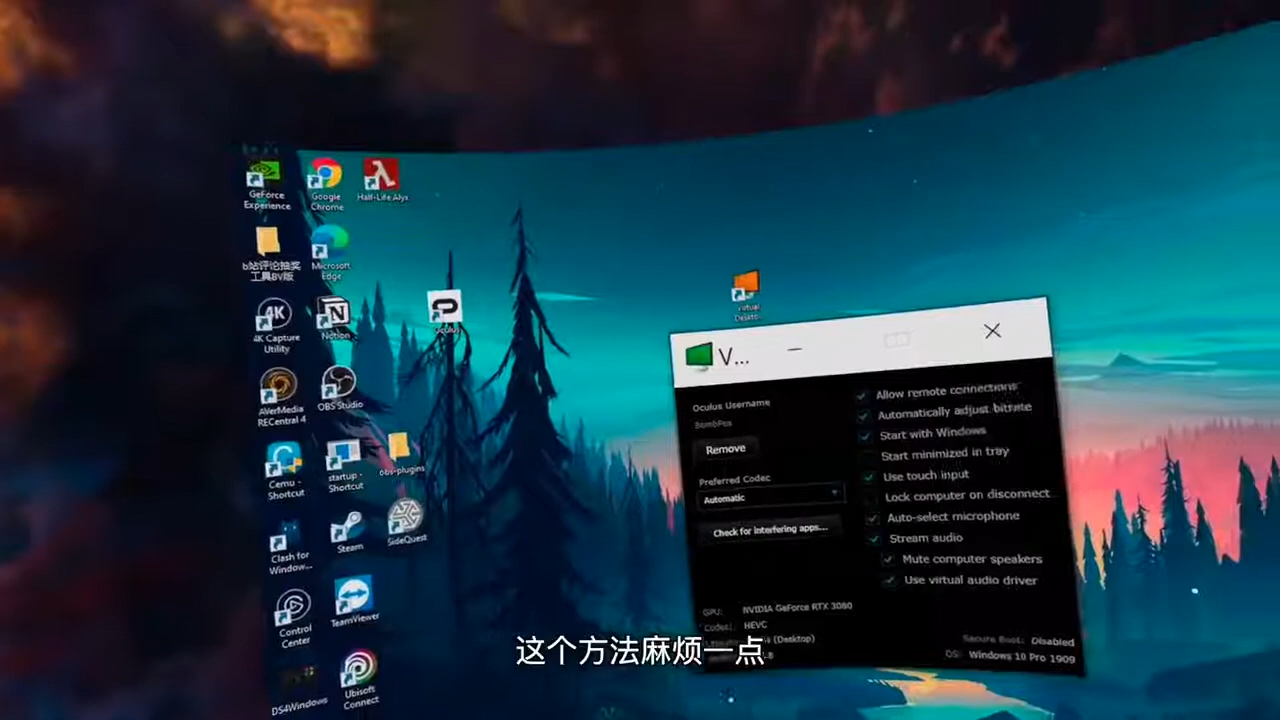 GeForce
Experience
Google
Chrome
Half-Life Alyx
b站评论抽奖
工具BV版
Microsoft
Edge
4K Capture
Utility
Notion
Oculus
Virtual
Deskto...
AVerMedia
RECentral 4
OBS Studio
Cemu -
Shortcut
startup -
Shortcut
obs-plugins
Clash for
Window...
Steam
SideQuest
Control
Center
TeamViewer
DS4Windows
Ubisoft
Connect
V...
Oculus Username
Remove
Preferred Codec
Automatic
Check for interfering apps...
Allow remote connections
Automatically adjust bitrate
Start with Windows
Start minimized in tray
Use touch input
Lock computer on disconnect
Auto-select microphone
Stream audio
Mute computer speakers
Use virtual audio driver
GPU: NVIDIA GeForce RTX 3080
Codec: HEVC
(Desktop)
Secure Boot: Disabled
OS: Windows 10 Pro 1909
这个方法麻烦一点